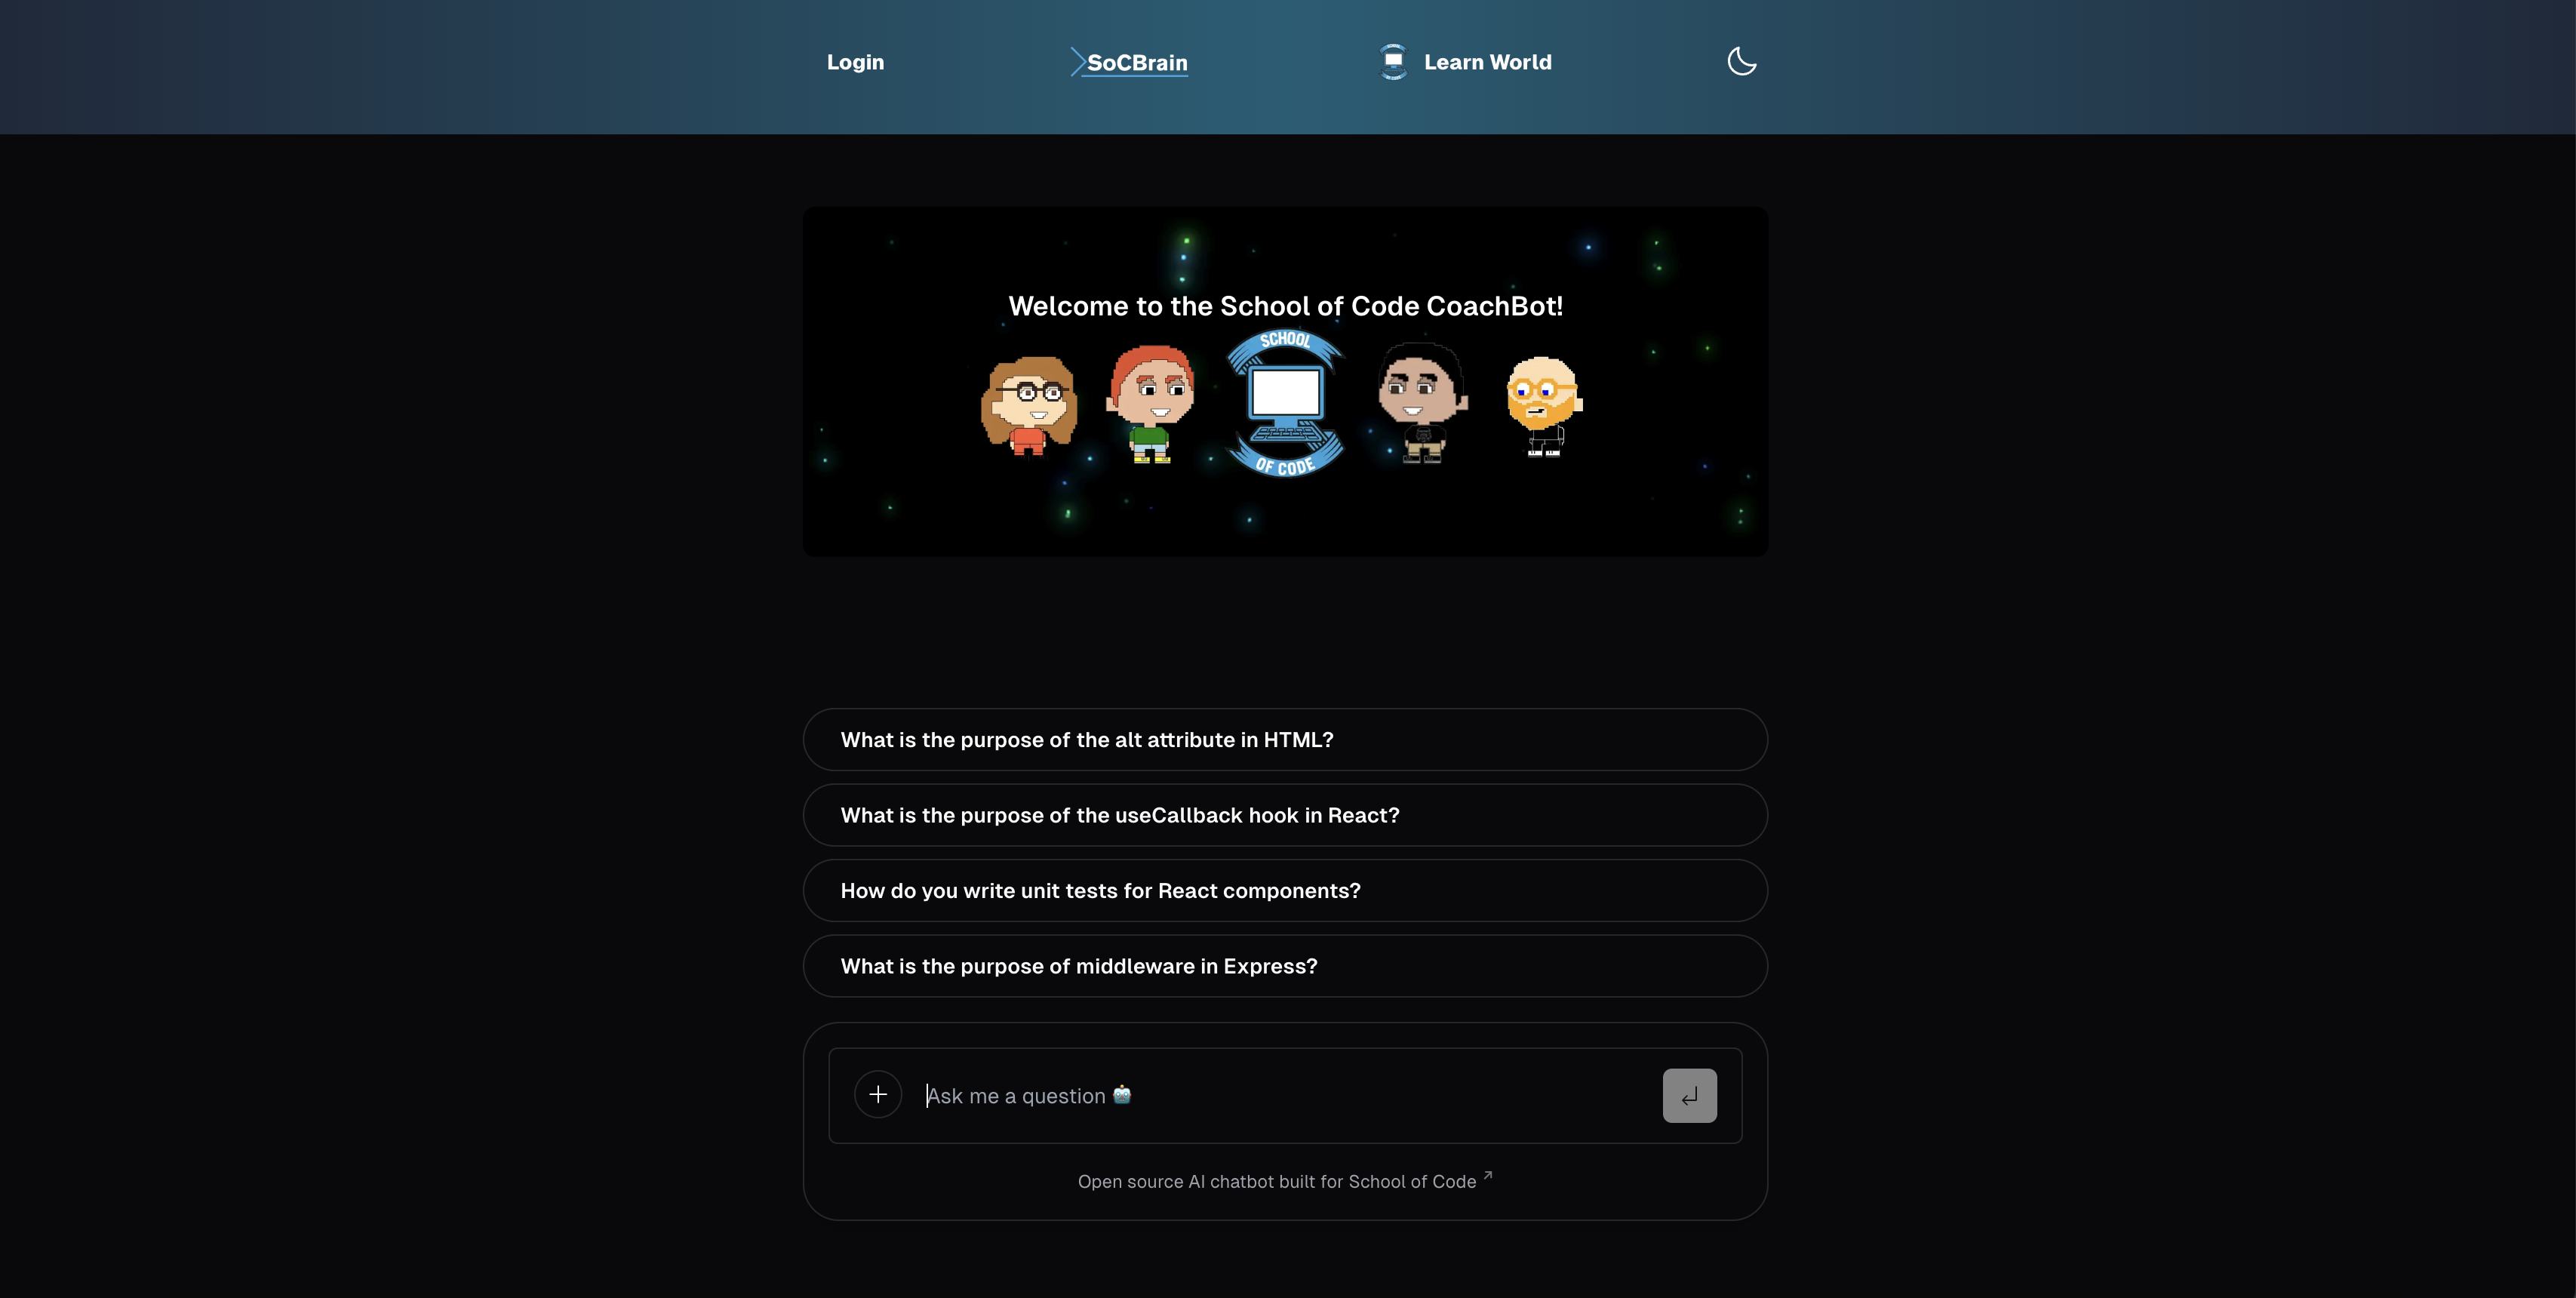 Login
SoCBrain
Learn World
Welcome to the School of Code CoachBot!
SCHOOL
OF CODE
What is the purpose of the alt attribute in HTML?
What is the purpose of the useCallback hook in React?
How do you write unit tests for React components?
What is the purpose of middleware in Express?
Ask me a question 🤖
Open source AI chatbot built for School of Code ↗